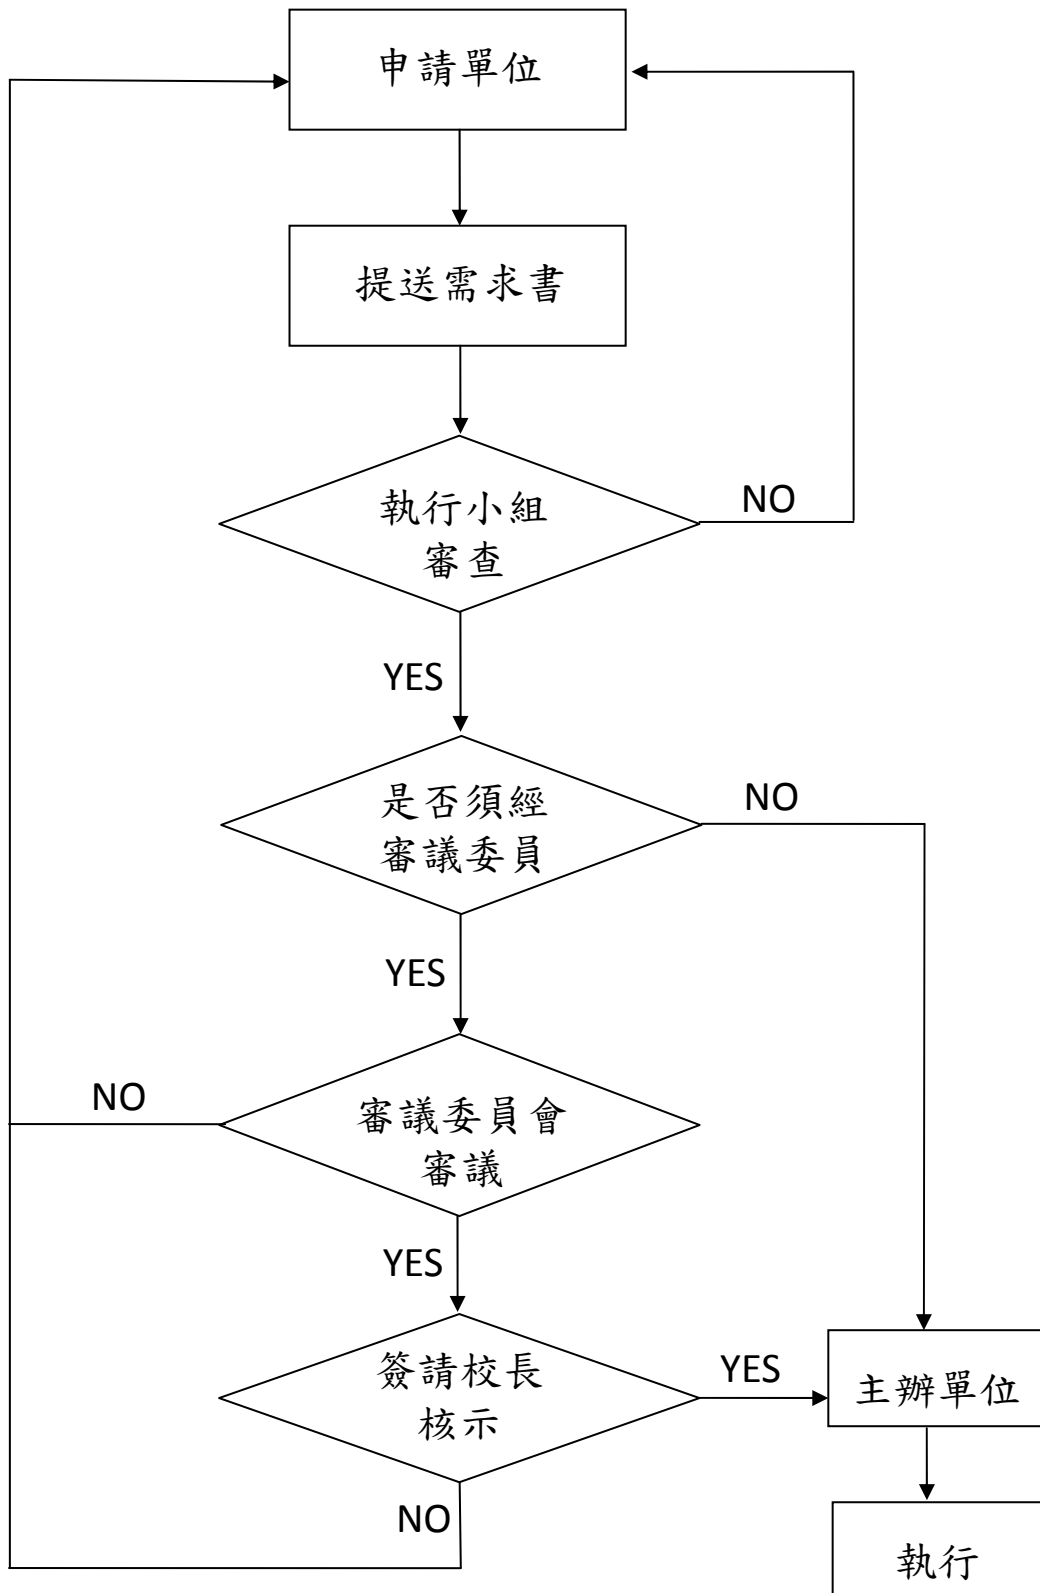 申請單位
提送需求書
執行小組
審查
NO
YES
是否須經
審議委員
NO
YES
審議委員會
審議
NO
YES
簽請校長
核示
YES
主辦單位
NO
執行